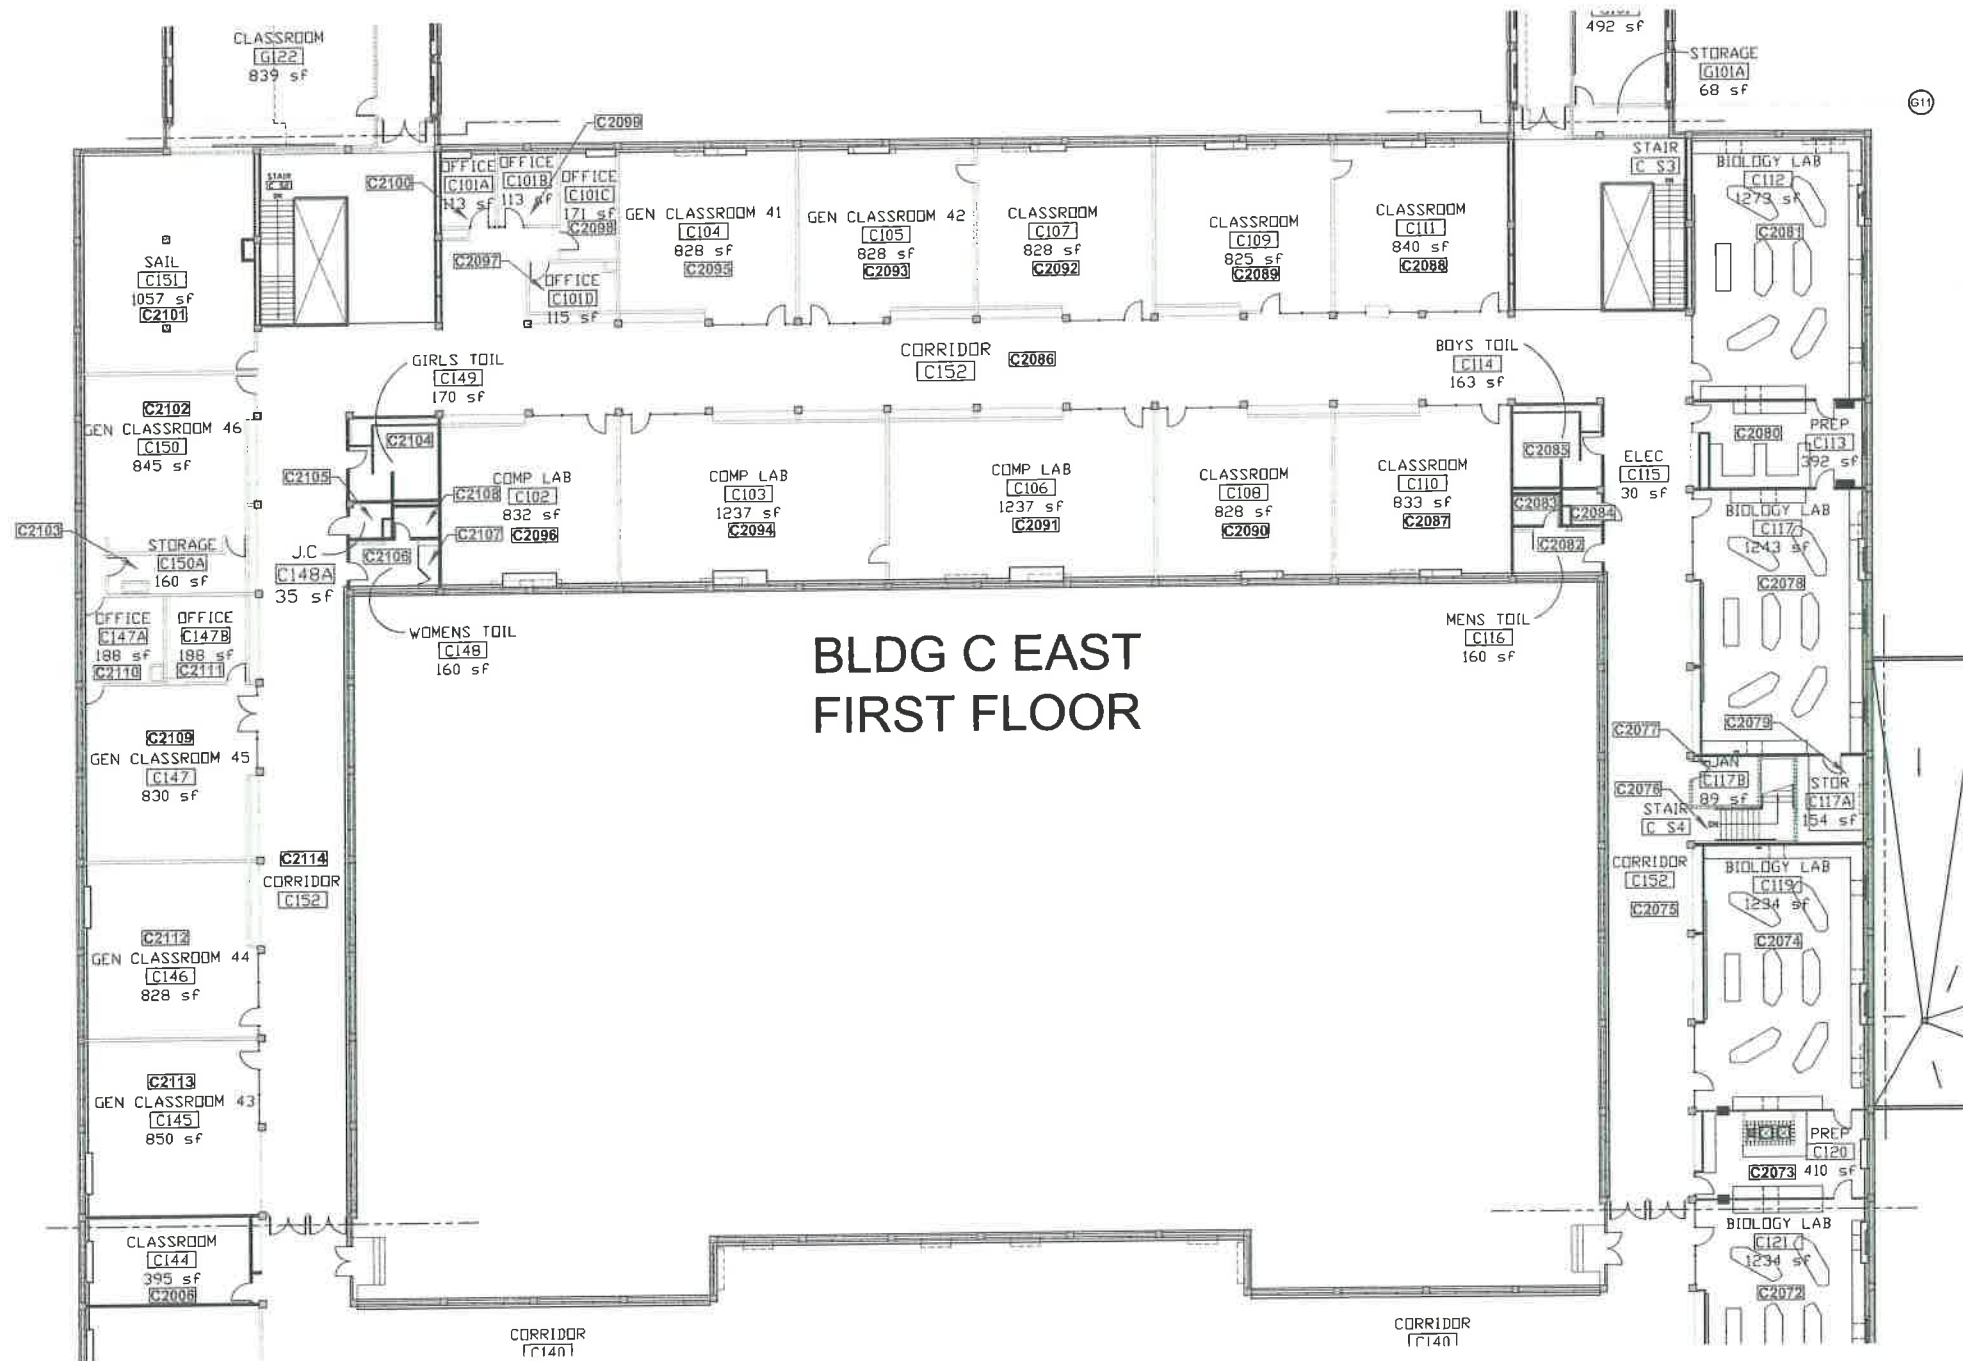 CLASSROOM
G122
839 sf
492 sf
STORAGE
G101A
68 sf
G11
C2099
STAIR
DN
C2100
OFFICE
C101A
113 sf
OFFICE
C101B
113 sf
OFFICE
C101C
171 sf
C2098
C2097
OFFICE
C101D
115 sf
GEN CLASSROOM 41
C104
828 sf
C2095
GEN CLASSROOM 42
C105
828 sf
C2093
CLASSROOM
C107
828 sf
C2092
CLASSROOM
C109
825 sf
C2089
CLASSROOM
C111
840 sf
C2088
STAIR
C S3
DN
BIOLOGY LAB
C112
1273 sf
C2081
SAIL
C151
1057 sf
C2101
GIRLS TOIL
C149
170 sf
CORRIDOR
C152
C2086
BOYS TOIL
C114
163 sf
C2102
GEN CLASSROOM 46
C150
845 sf
C2104
C2105
COMP LAB
C102
832 sf
C2096
C2108
C2107
COMP LAB
C103
1237 sf
C2094
COMP LAB
C106
1237 sf
C2091
CLASSROOM
C108
828 sf
C2090
CLASSROOM
C110
833 sf
C2087
C2085
C2083
C2084
C2082
ELEC
C115
30 sf
C2080
PREP
C113
392 sf
BIOLOGY LAB
C117
1243 sf
C2078
C2103
STORAGE
C150A
160 sf
J.C
C148A
35 sf
C2106
OFFICE
C147A
188 sf
C2110
OFFICE
C147B
188 sf
C2111
WOMENS TOIL
C148
160 sf
MENS TOIL
C116
160 sf
BLDG C EAST
FIRST FLOOR
C2109
GEN CLASSROOM 45
C147
830 sf
C2077
C2079
JAN
C117B
89 sf
C2076
STAIR
C S4
DN
STOR
C117A
154 sf
C2114
CORRIDOR
C152
CORRIDOR
C152
C2075
BIOLOGY LAB
C119
1234 sf
C2074
C2112
GEN CLASSROOM 44
C146
828 sf
C2113
GEN CLASSROOM 43
C145
850 sf
PREP
C120
C2073
410 sf
CLASSROOM
C144
395 sf
C2006
BIOLOGY LAB
C121
1234 sf
C2072
CORRIDOR
C140
CORRIDOR
C140